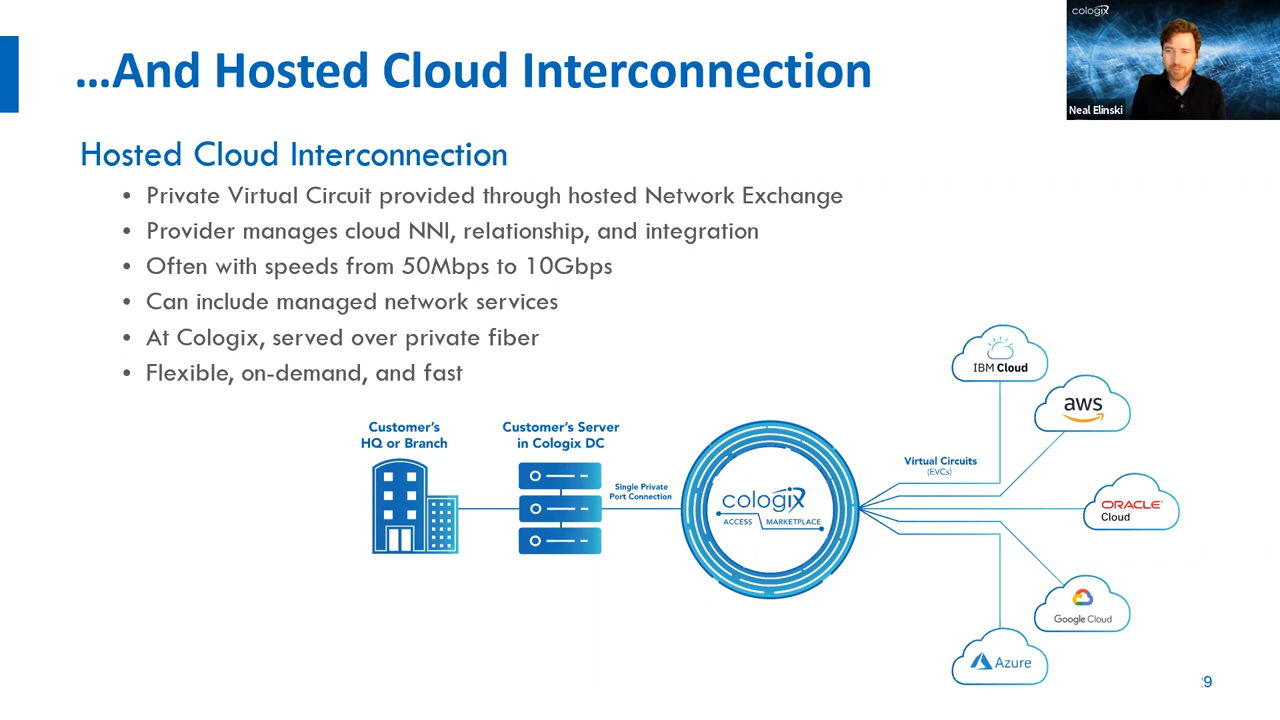 cologix
Neal Elinski
...And Hosted Cloud Interconnection
Hosted Cloud Interconnection
• Private Virtual Circuit provided through hosted Network Exchange
• Provider manages cloud NNI, relationship, and integration
• Often with speeds from 50Mbps to 10Gbps
• Can include managed network services
• At Cologix, served over private fiber
• Flexible, on-demand, and fast
Customer's
HQ or Branch
Customer's Server
in Cologix DC
Single Private
Port Connection
cologix
ACCESS MARKETPLACE
Virtual Circuits
(EVCs)
IBM Cloud
aws
ORACLE
Cloud
Google Cloud
Azure